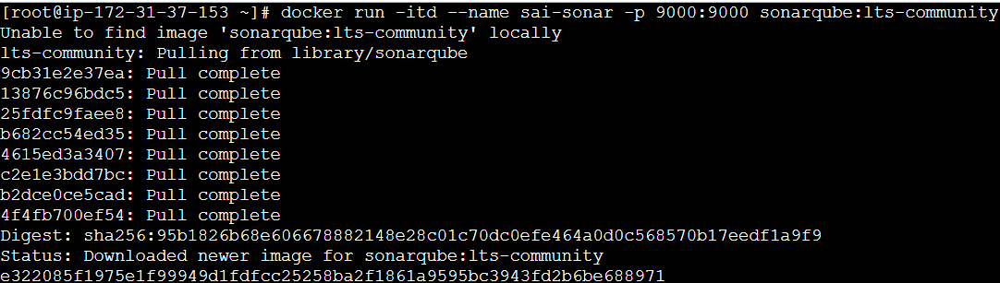 [root@ip-172-31-37-153 ~]# docker run -itd --name sai-sonar -p 9000:9000 sonarqube:lts-community
Unable to find image 'sonarqube:lts-community' locally
lts-community: Pulling from library/sonarqube
9cb31e2e37ea: Pull complete
13876c96bdc5: Pull complete
25fdfc9faee8: Pull complete
b682cc54ed35: Pull complete
4615ed3a3407: Pull complete
c2e1e3bdd7bc: Pull complete
b2dce0ce5cad: Pull complete
4f4fb700ef54: Pull complete
Digest: sha256:95b1826b68e606678882148e28c01c70dc0efe464a0d0c568570b17eedf1a9f9
Status: Downloaded newer image for sonarqube:lts-community
e322085f1975e1f99949d1fdfcc25258ba2f1861a9595bc3943fd2b6be688971